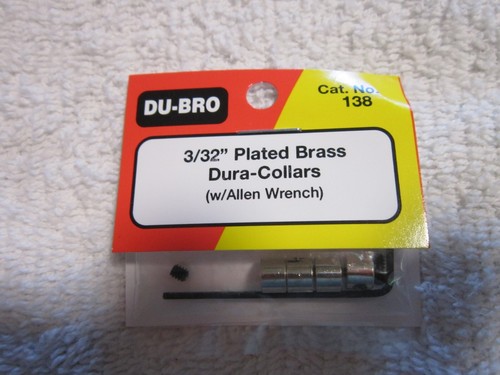 DU-BRO
Cat. No.
138
3/32" Plated Brass
Dura-Collars
(w/Allen Wrench)